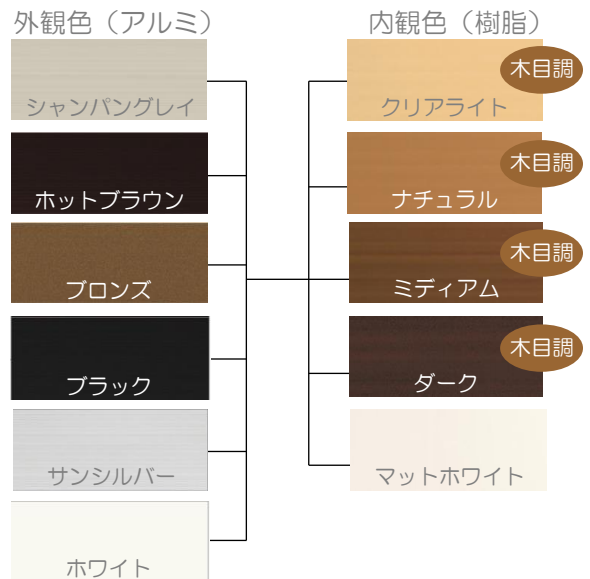 外観色（アルミ）
シャンパングレイ
ホットブラウン
ブロンズ
ブラック
サンシルバー
ホワイト
内観色（樹脂）
木目調
クリアライト
木目調
ナチュラル
木目調
ミディアム
木目調
ダーク
マットホワイト